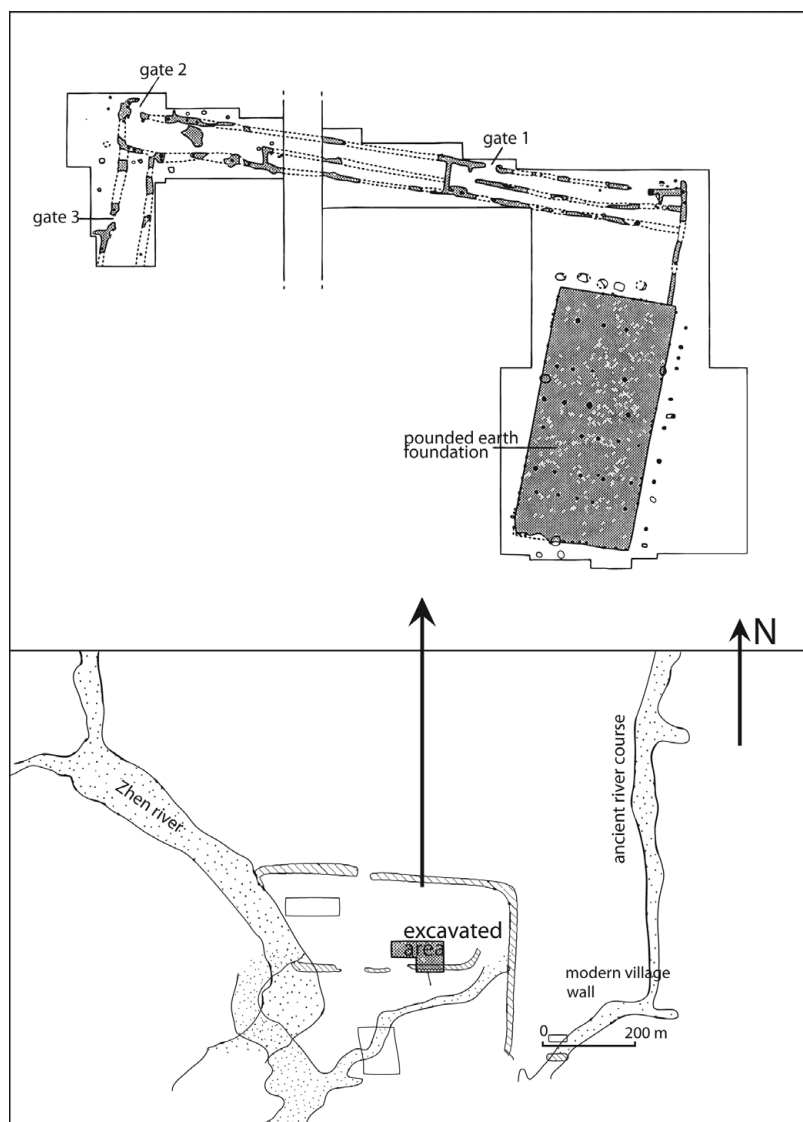 gate 2
gate 1
gate 3
pounded earth
foundation
N
Zhen river
ancient river course
excavated
area
modern village
wall
0
200 m